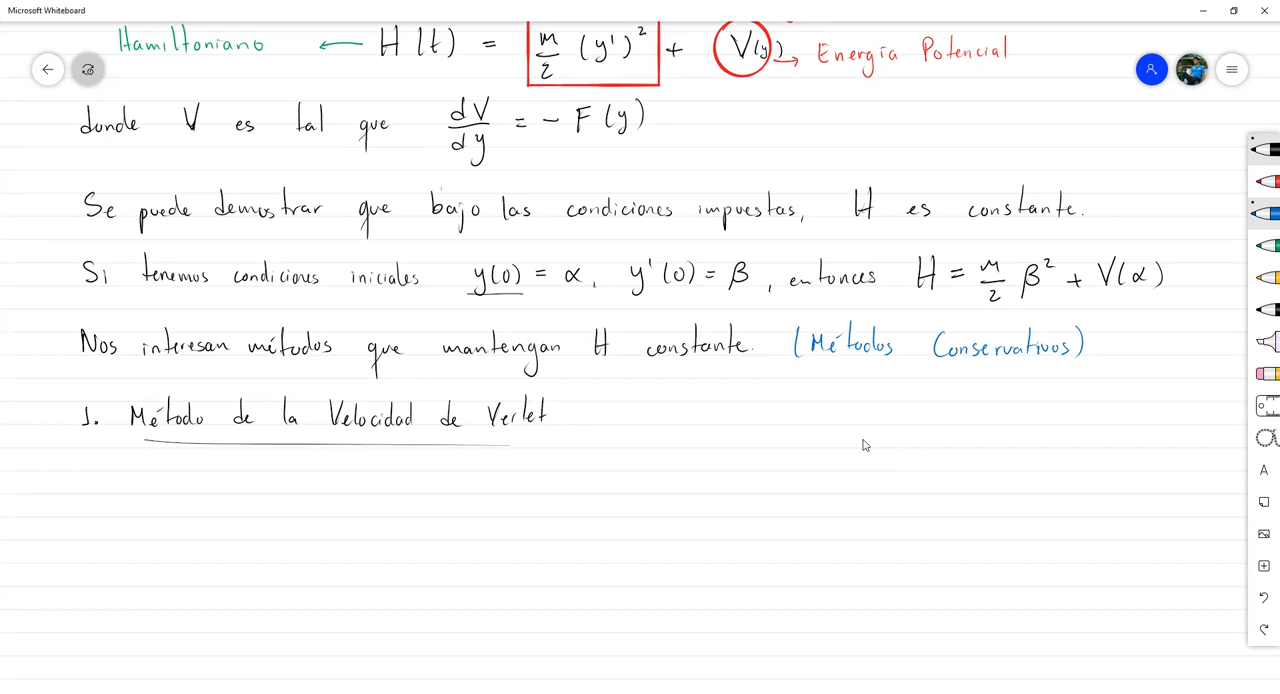 Microsoft Whiteboard
Hamiltoniano ← H(t) = m/2 (y')² + V(y) → Energía Potencial
donde V es tal que dV/dy = - F(y)
Se puede demostrar que bajo las condiciones impuestas, H es constante.
Si tenemos condiciones iniciales y(0) = α, y'(0) = β, entonces H = m/2 β² + V(α)
Nos interesan métodos que mantengan H constante. (Métodos Conservativos)
1. Método de la Velocidad de Verlet
A